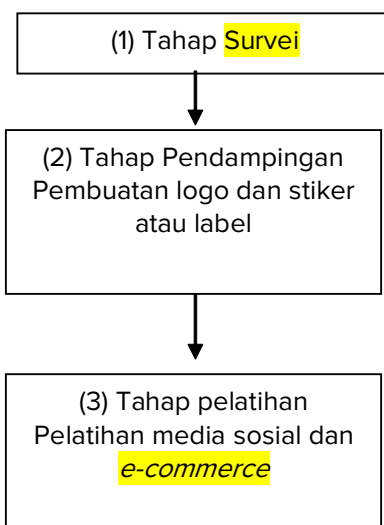 (1) Tahap Survei
(2) Tahap Pendampingan
Pembuatan logo dan stiker
atau label
(3) Tahap pelatihan
Pelatihan media sosial dan
e-commerce